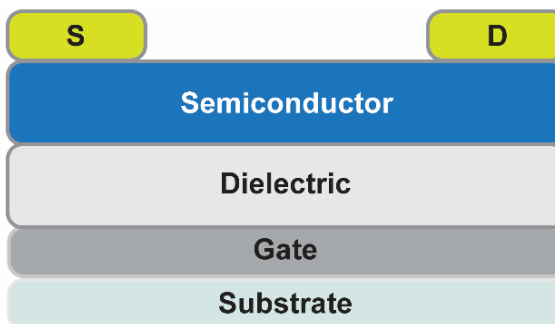 S D
Semiconductor
Dielectric
Gate
Substrate